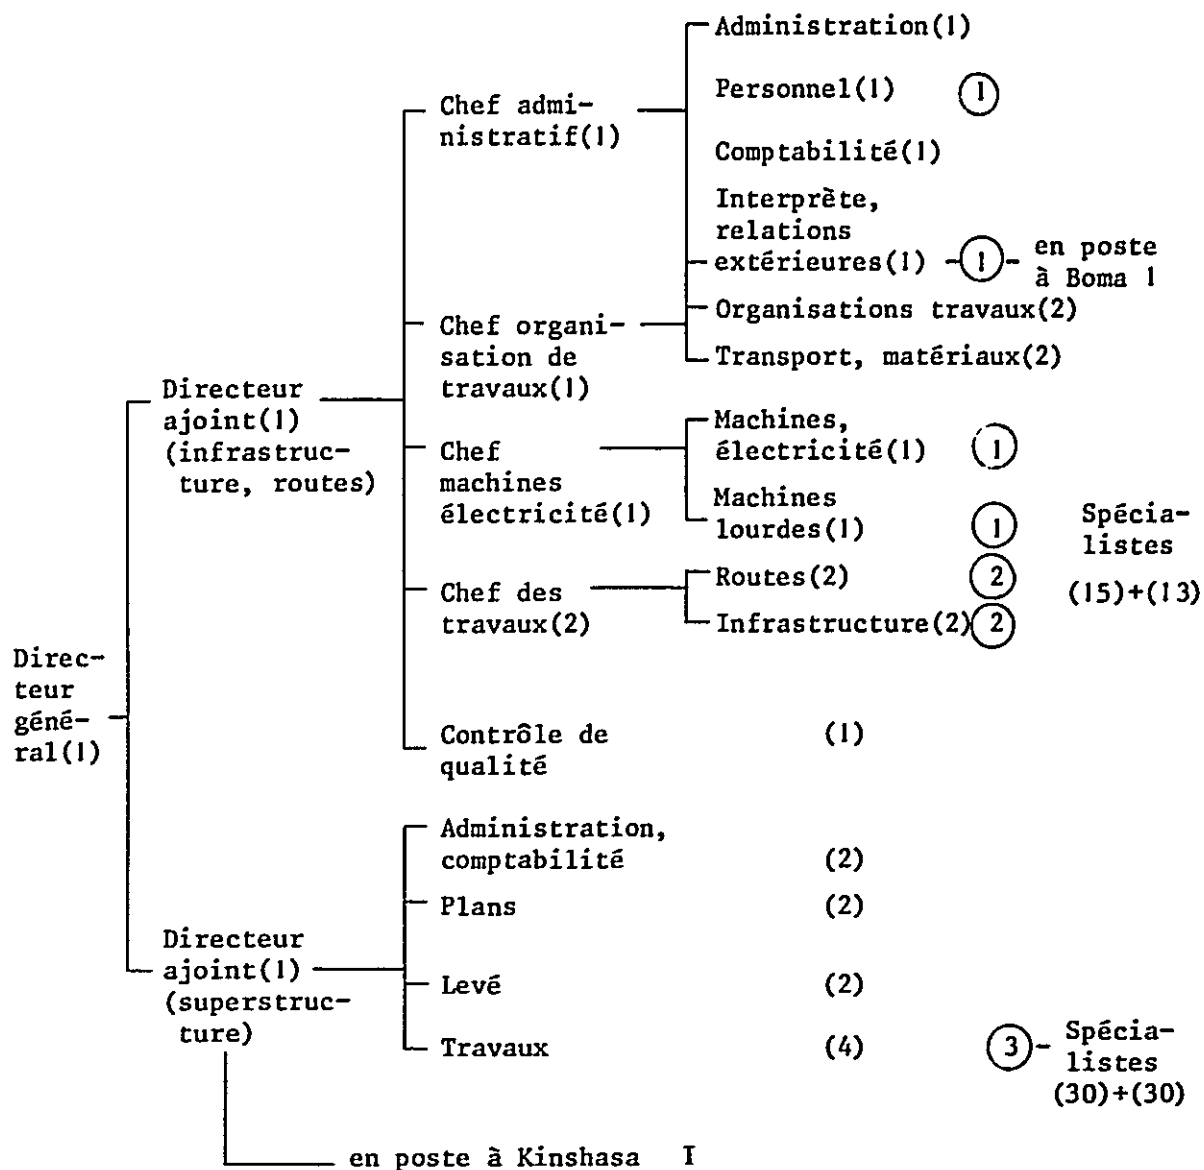 Administration(1)
Personnel(1) 1
Chef admi-
nistratif(1)
Comptabilité(1)
Interprète,
relations
extérieures(1) - 1 - en poste
à Boma 1
Organisations travaux(2)
Chef organi-
sation de
travaux(1)
Transport, matériaux(2)
Directeur
ajoint(1)
(infrastruc-
ture, routes)
Machines,
électricité(1) 1
Chef
machines
électricité(1)
Machines
lourdes(1) 1
Spécia-
listes
(15)+(13)
Routes(2) 2
Chef des
travaux(2)
Infrastructure(2) 2
Direc-
teur
géné-
ral(1)
Contrôle de (1)
qualité
Administration,
comptabilité (2)
Plans (2)
Directeur
ajoint(1)
(superstruc-
ture)
Levé (2)
Travaux (4) 3 - Spécia-
listes
(30)+(30)
en poste à Kinshasa I